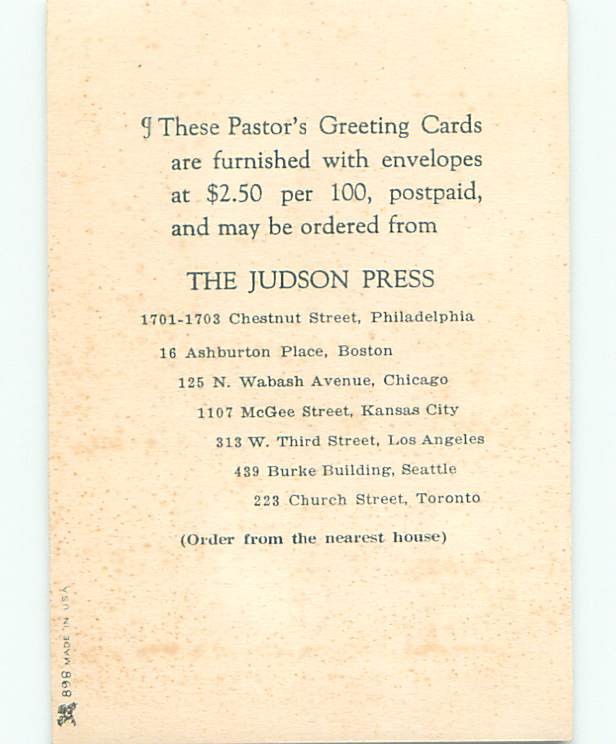 ¶ These Pastor's Greeting Cards
are furnished with envelopes
at $2.50 per 100, postpaid,
and may be ordered from
THE JUDSON PRESS
1701-1703 Chestnut Street, Philadelphia
16 Ashburton Place, Boston
125 N. Wabash Avenue, Chicago
1107 McGee Street, Kansas City
313 W. Third Street, Los Angeles
439 Burke Building, Seattle
223 Church Street, Toronto
(Order from the nearest house)
898 MADE IN USA